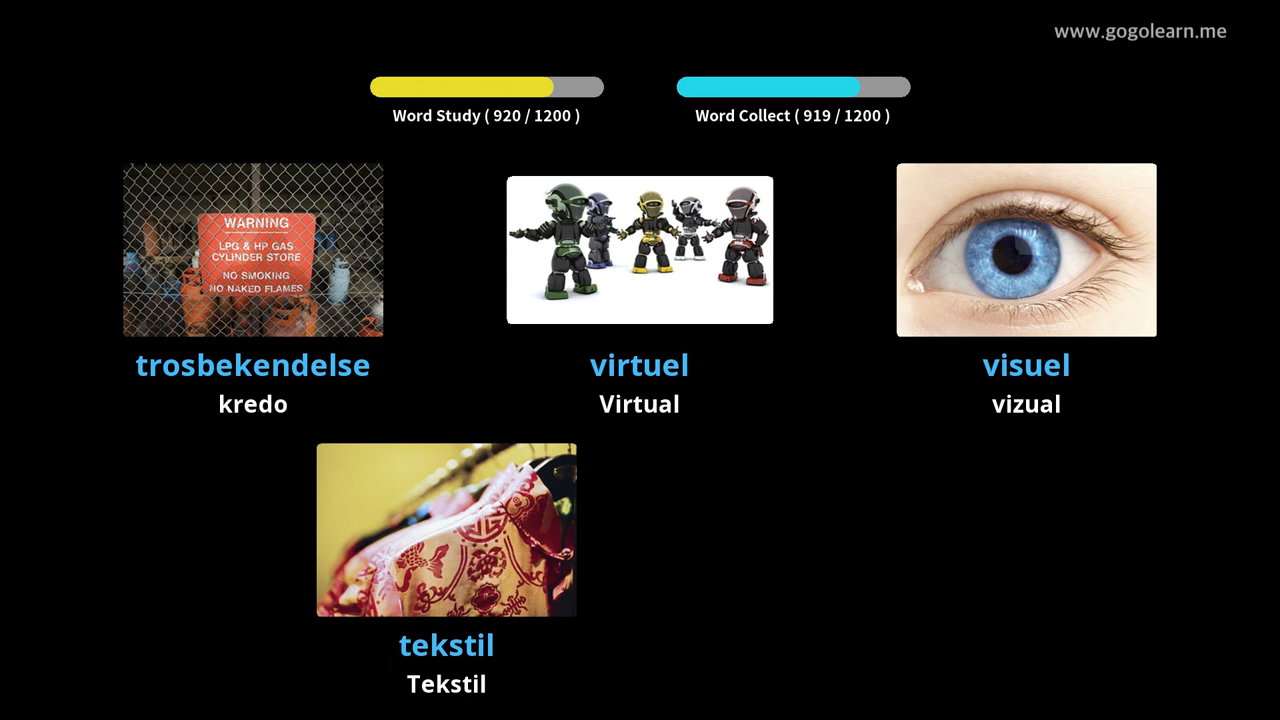 www.gogolearn.me
Word Study ( 920 / 1200 )
Word Collect ( 919 / 1200 )
WARNING
LPG & HP GAS
CYLINDER STORE
NO SMOKING
NO NAKED FLAMES
trosbekendelse
kredo
virtuel
Virtual
visuel
vizual
tekstil
Tekstil